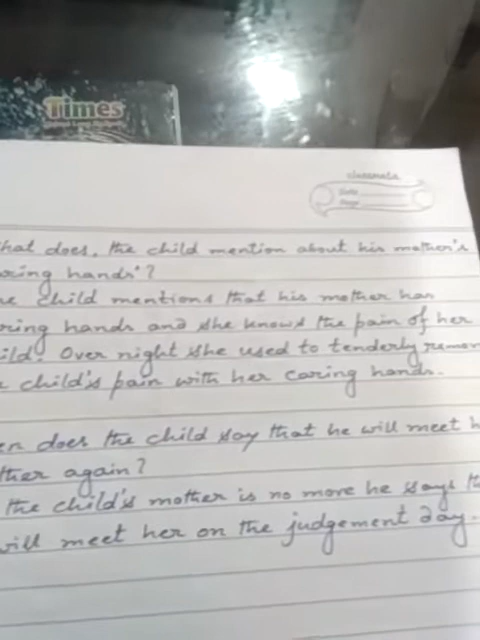 Times
classmate
Date
Page
hat does, the child mention about his mother's
aring hands'?
he child mentions that his mother has
ring hands and she knows the pain of her
ild. Over night she used to tenderly remov
child's pain with her caring hands.
en does the child say that he will meet h
ther again?
the child's mother is no more he says th
will meet her on the judgement day.